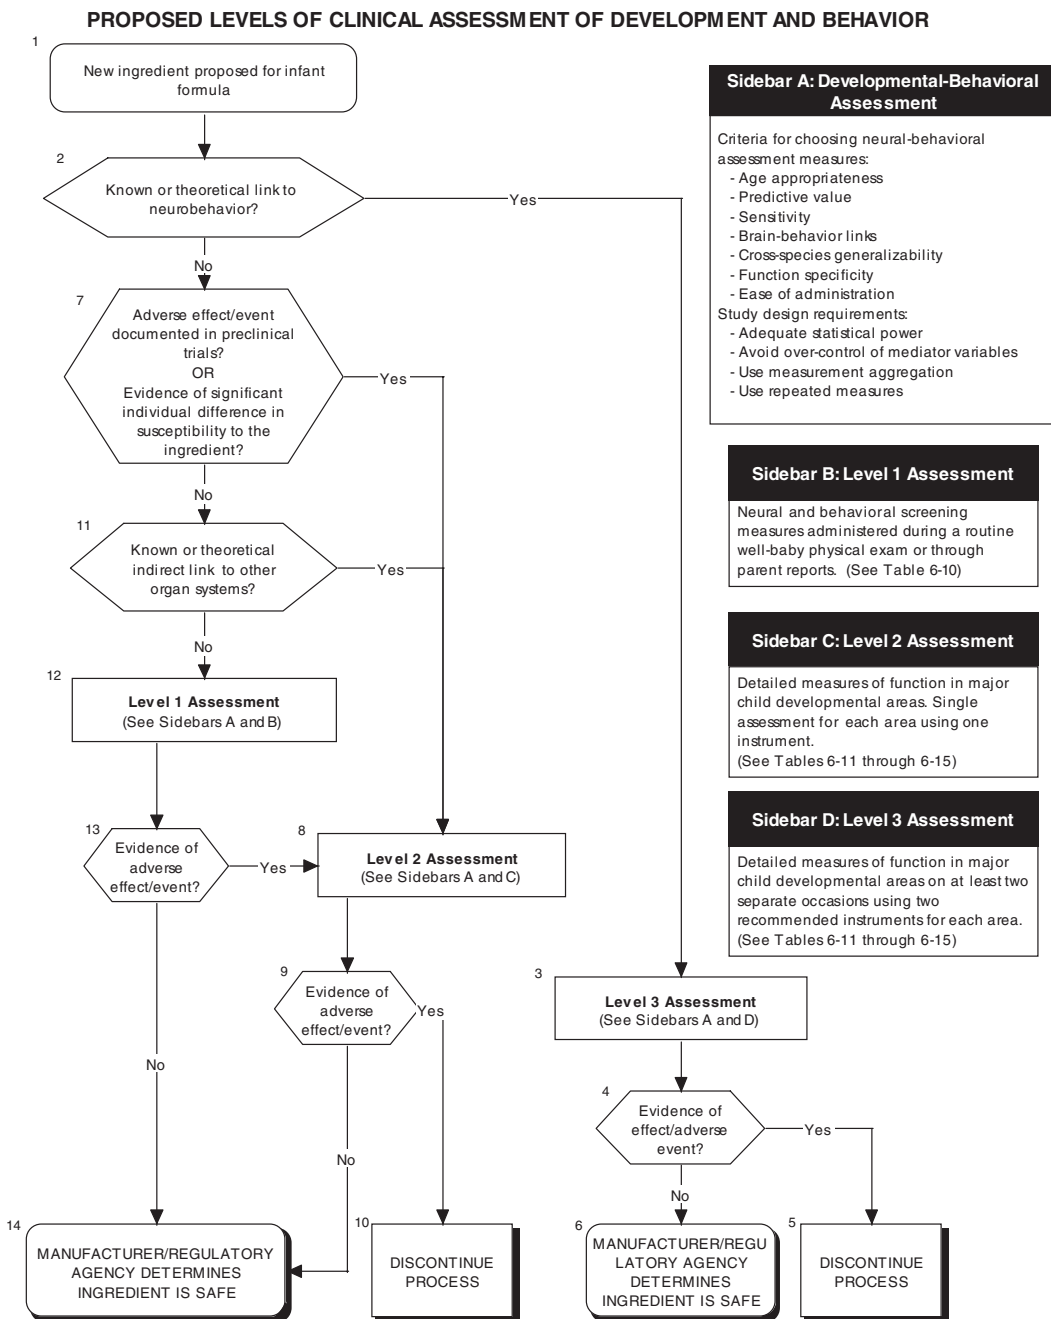 PROPOSED LEVELS OF CLINICAL ASSESSMENT OF DEVELOPMENT AND BEHAVIOR
1
New ingredient proposed for infant
formula
2
Known or theoretical link to
neurobehavior?
Yes
No
7
Adverse effect/event
documented in preclinical
trials?
OR
Evidence of significant
individual difference in
susceptibility to the
ingredient?
Yes
No
11
Known or theoretical
indirect link to other
organ systems?
Yes
No
12
Level 1 Assessment
(See Sidebars A and B)
13
Evidence of
adverse
effect/event?
Yes
No
8
Level 2 Assessment
(See Sidebars A and C)
9
Evidence of
adverse
effect/event?
Yes
No
3
Level 3 Assessment
(See Sidebars A and D)
4
Evidence of
effect/adverse
event?
Yes
No
14
MANUFACTURER/REGULATORY
AGENCY DETERMINES
INGREDIENT IS SAFE
10
DISCONTINUE
PROCESS
6
MANUFACTURER/REGU
LATORY AGENCY
DETERMINES
INGREDIENT IS SAFE
5
DISCONTINUE
PROCESS
Sidebar A: Developmental-Behavioral
Assessment
Criteria for choosing neural-behavioral
assessment measures:
- Age appropriateness
- Predictive value
- Sensitivity
- Brain-behavior links
- Cross-species generalizability
- Function specificity
- Ease of administration
Study design requirements:
- Adequate statistical power
- Avoid over-control of mediator variables
- Use measurement aggregation
- Use repeated measures
Sidebar B: Level 1 Assessment
Neural and behavioral screening
measures administered during a routine
well-baby physical exam or through
parent reports. (See Table 6-10)
Sidebar C: Level 2 Assessment
Detailed measures of function in major
child developmental areas. Single
assessment for each area using one
instrument.
(See Tables 6-11 through 6-15)
Sidebar D: Level 3 Assessment
Detailed measures of function in major
child developmental areas on at least two
separate occasions using two
recommended instruments for each area.
(See Tables 6-11 through 6-15)